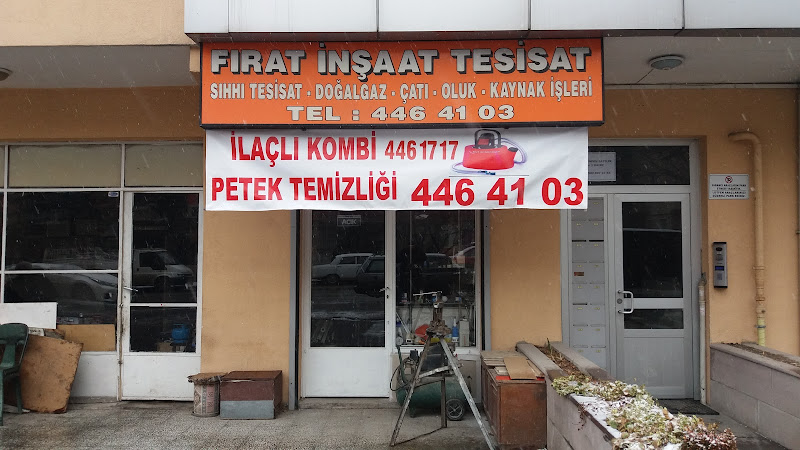 FIRAT İNŞAAT TESİSAT
SIHHI TESİSAT - DOĞALGAZ - ÇATI - OLUK - KAYNAK İŞLERİ
TEL : 446 41 03
İLAÇLI KOMBİ 4461717
PETEK TEMİZLİĞİ 446 41 03
AÇIK